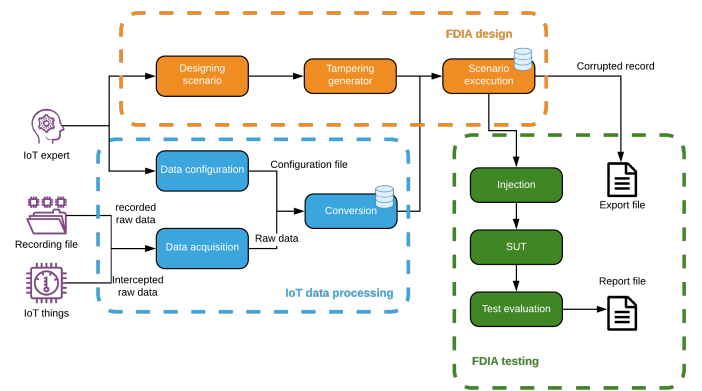 FDIA design
Designing
scenario
Tampering
generator
Scenario
excecution
Corrupted record
IoT expert
Data configuration
Configuration file
Injection
Export file
recorded
raw data
Conversion
Recording file
Data acquisition
Raw data
SUT
Intercepted
raw data
IoT things
IoT data processing
Test evaluation
Report file
FDIA testing